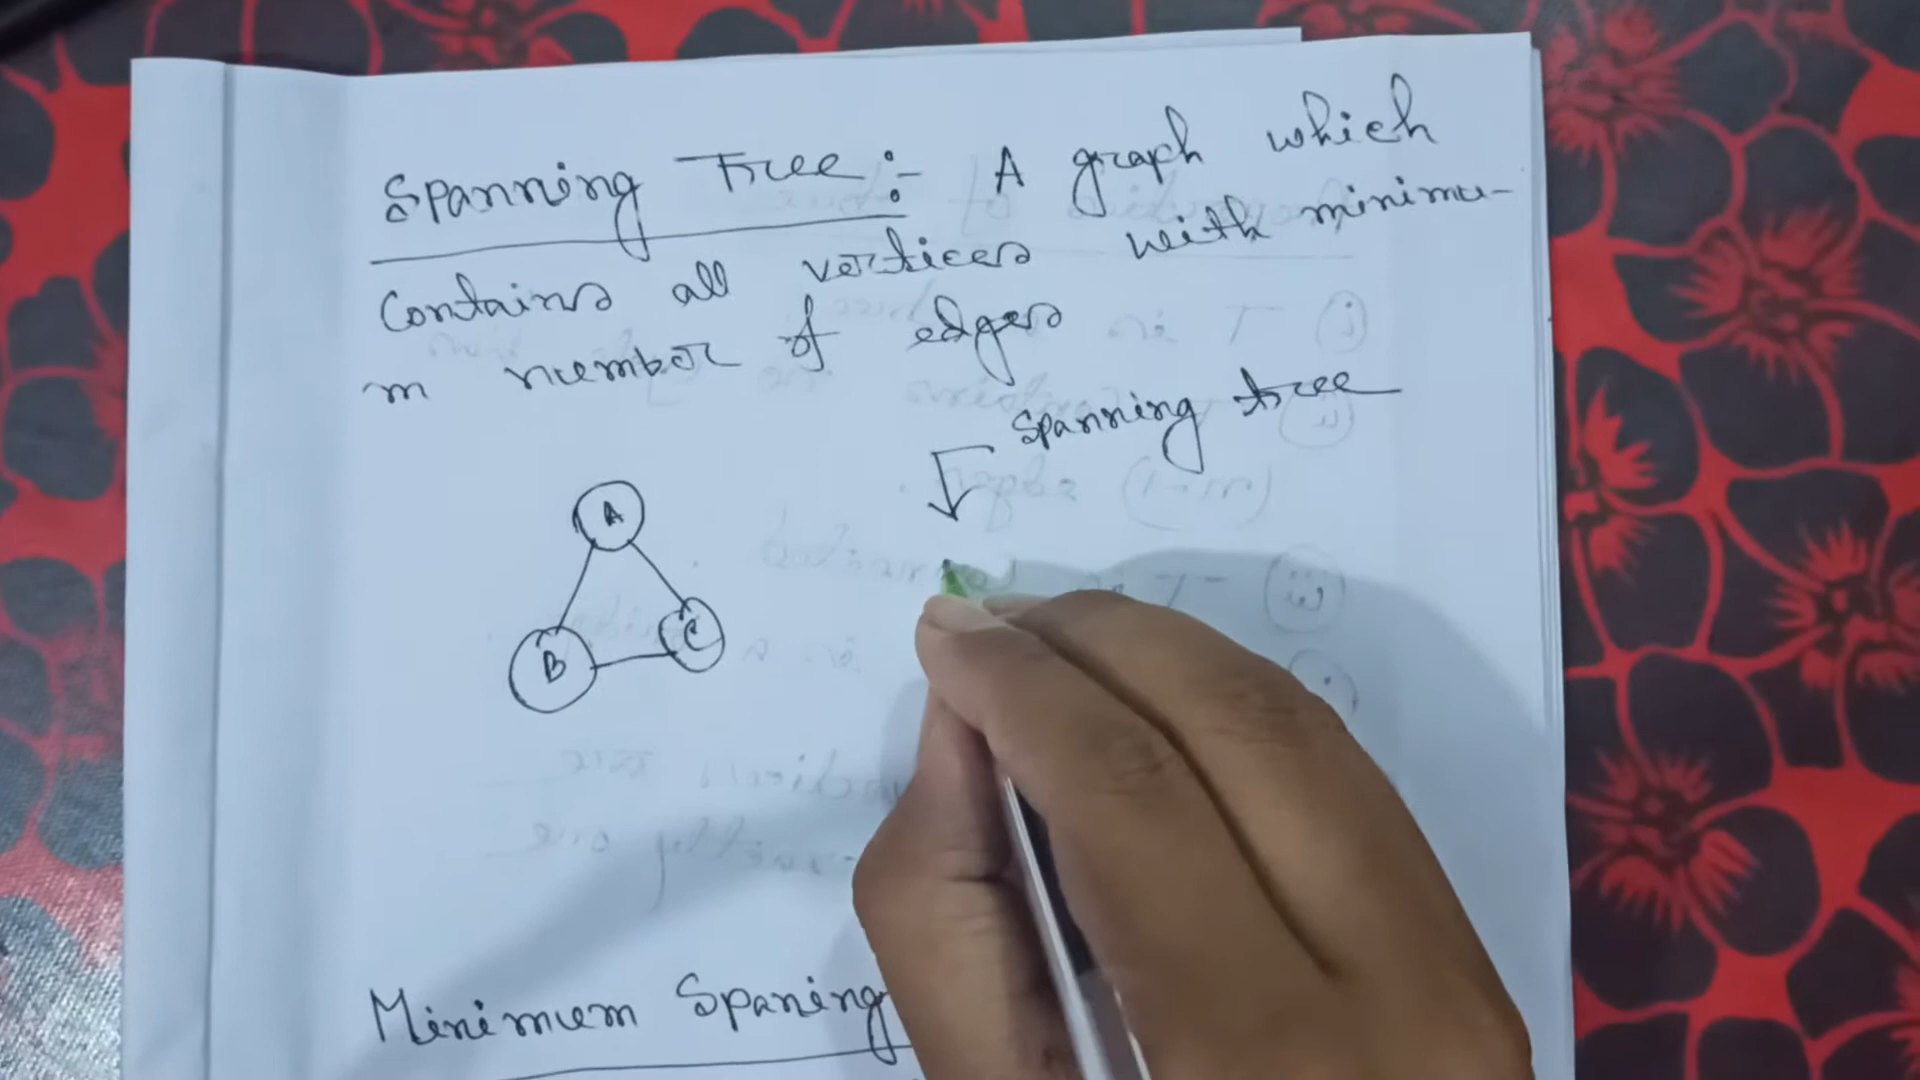 Spanning Tree :- A graph which
contains all vertices with minimu-
m number of edges
Spanning tree
A
B
C
Minimum Spaning